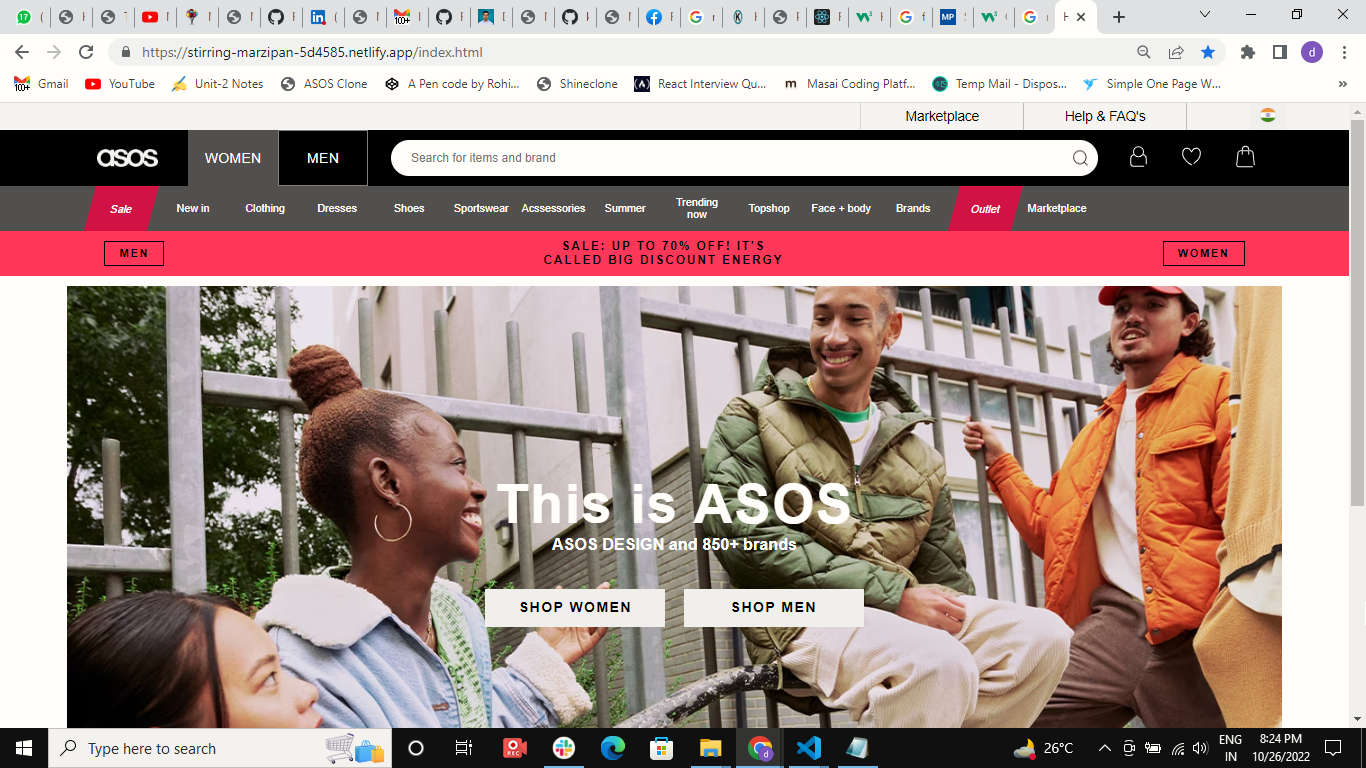 https://stirring-marzipan-5d4585.netlify.app/index.html
Gmail
YouTube
Unit-2 Notes
ASOS Clone
A Pen code by Rohi...
Shineclone
React Interview Qu...
Masai Coding Platf...
Temp Mail - Dispos...
Simple One Page W...
Marketplace
Help & FAQ's
asos
WOMEN
MEN
Search for items and brand
Sale
New in
Clothing
Dresses
Shoes
Sportswear
Acssessories
Summer
Trending
now
Topshop
Face + body
Brands
Outlet
Marketplace
MEN
SALE: UP TO 70% OFF! IT'S
CALLED BIG DISCOUNT ENERGY
WOMEN
This is ASOS
ASOS DESIGN and 850+ brands
SHOP WOMEN
SHOP MEN
Type here to search
REC
26°C
ENG
IN
8:24 PM
10/26/2022